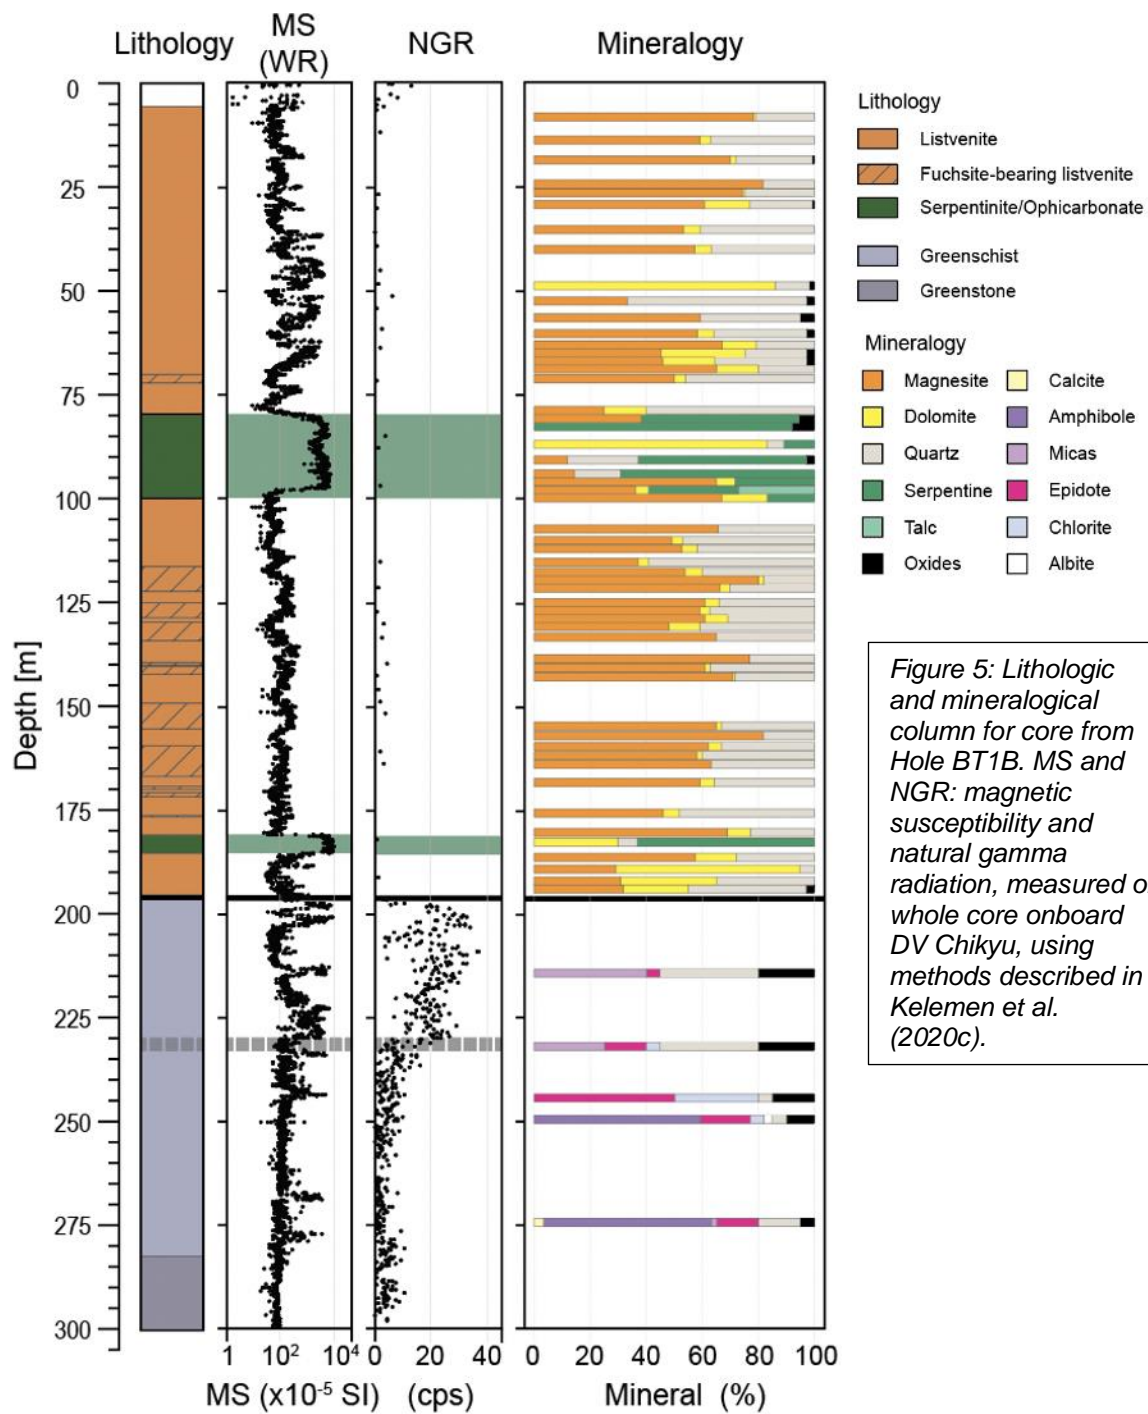 Lithology
MS
(WR)
NGR
Mineralogy
0
25
50
75
100
125
150
175
200
225
250
275
300
Depth [m]
1 10² 10⁴
MS (x10⁻⁵ SI)
0 20 40
(cps)
0 20 40 60 80 100
Mineral (%)
Lithology
Listvenite
Fuchsite-bearing listvenite
Serpentinite/Ophicarbonate
Greenschist
Greenstone
Mineralogy
Magnesite Calcite
Dolomite Amphibole
Quartz Micas
Serpentine Epidote
Talc Chlorite
Oxides Albite
Figure 5: Lithologic
and mineralogical
column for core from
Hole BT1B. MS and
NGR: magnetic
susceptibility and
natural gamma
radiation, measured o
whole core onboard
DV Chikyu, using
methods described in
Kelemen et al.
(2020c).